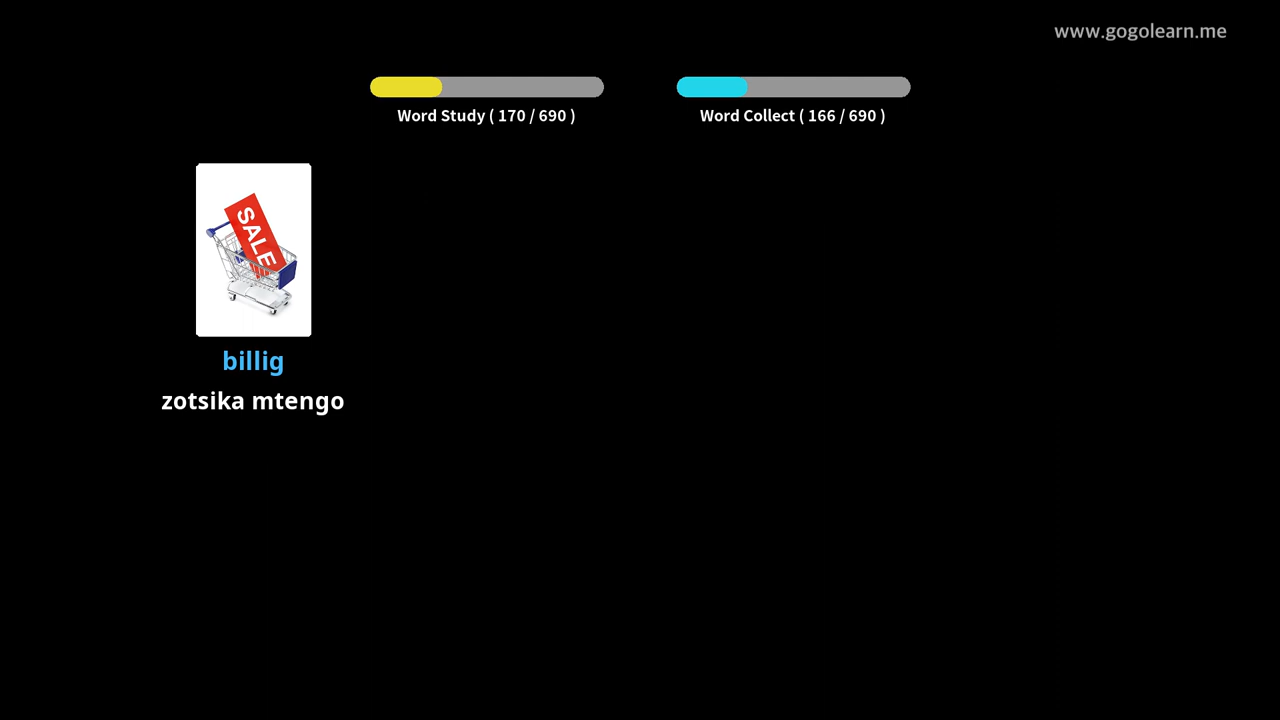 www.gogolearn.me
Word Study ( 170 / 690 )
Word Collect ( 166 / 690 )
SALE
billig
zotsika mtengo